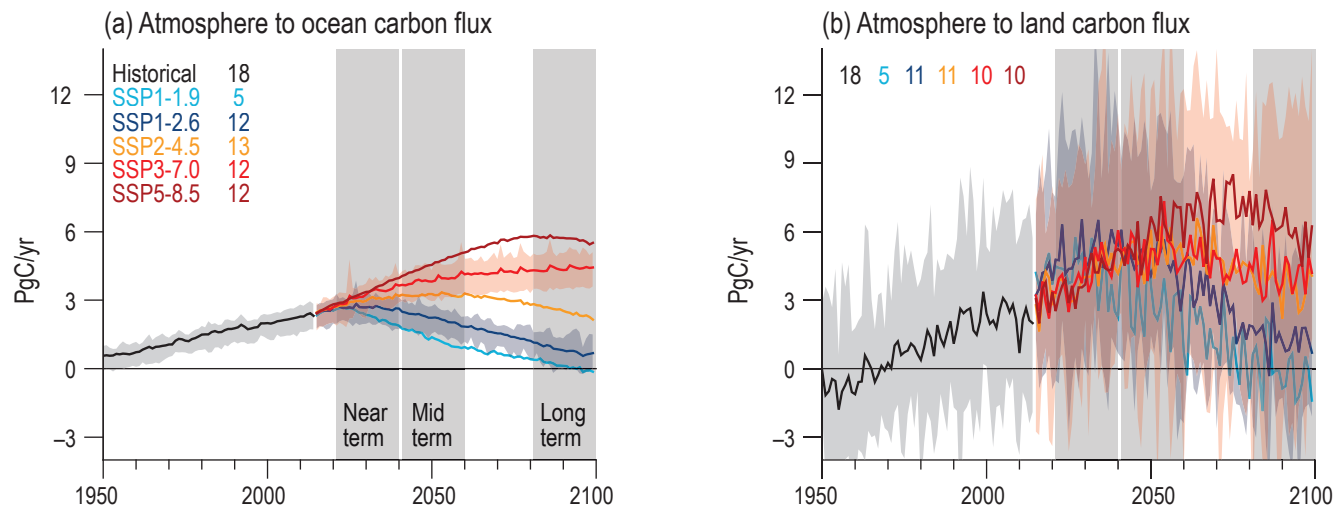 (a) Atmosphere to ocean carbon flux
PgC/yr
12
9
6
3
0
–3
Historical 18
SSP1-1.9 5
SSP1-2.6 12
SSP2-4.5 13
SSP3-7.0 12
SSP5-8.5 12
Near term
Mid term
Long term
1950 2000 2050 2100
(b) Atmosphere to land carbon flux
PgC/yr
12
9
6
3
0
–3
18 5 11 11 10 10
1950 2000 2050 2100